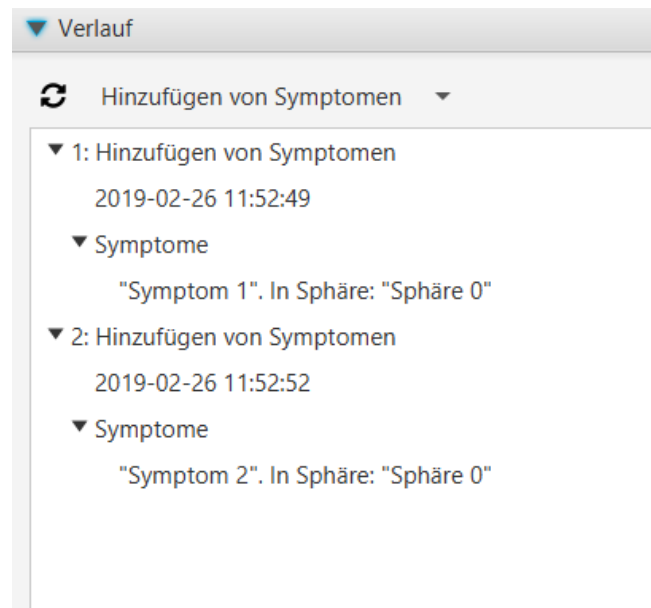 Verlauf
Hinzufügen von Symptomen
1: Hinzufügen von Symptomen
2019-02-26 11:52:49
Symptome
"Symptom 1". In Sphäre: "Sphäre 0"
2: Hinzufügen von Symptomen
2019-02-26 11:52:52
Symptome
"Symptom 2". In Sphäre: "Sphäre 0"